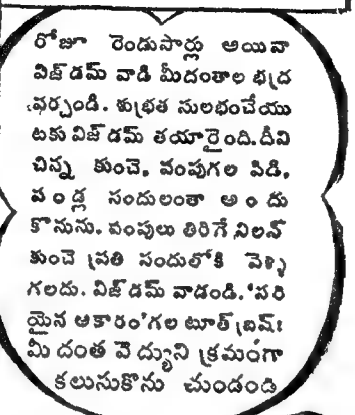 రోజూ రెండుసార్లు అయినా
విజ్‌డమ్ వాడి మీదంతాల భద్ర
పర్చండి. శుభ్రత సులభంచేయు
టకు విజ్‌డమ్ తయారైంది. దీని
చిన్న కుంచె, వంపుగల పిడి,
పండ్ల సందులంతా అందు
కొనును. వంపులు తిరిగే నిలన్
కుంచె ప్రతి సందులోకి వెళ్ళ
గలదు. విజ్‌డమ్ వాడండి. 'సరి
యైన ఆకారం'గల టూత్ బ్రష్:
మీ దంత వైద్యుని క్రమంగా
కలుసుకొను చుండండి